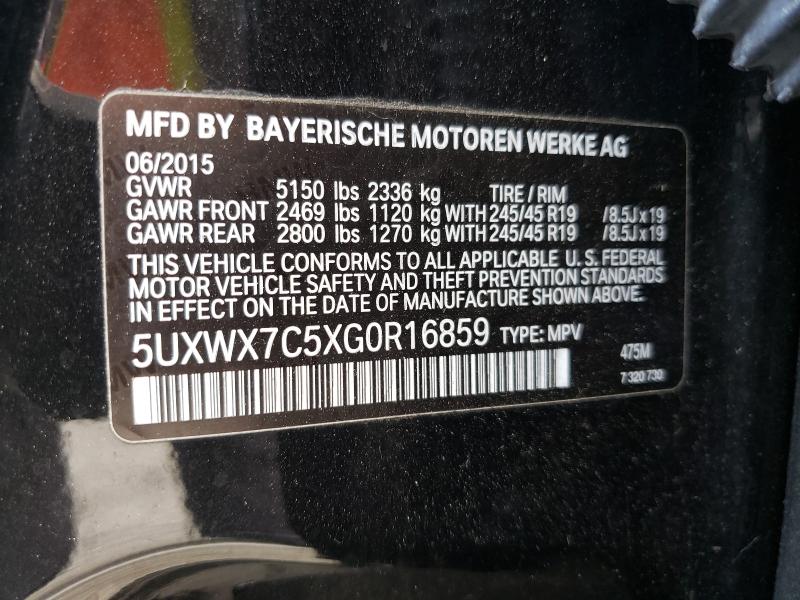 MFD BY BAYERISCHE MOTOREN WERKE AG
06/2015
GVWR 5150 lbs 2336 kg TIRE / RIM
GAWR FRONT 2469 lbs 1120 kg WITH 245/45 R19 / 8.5J x 19
GAWR REAR 2800 lbs 1270 kg WITH 245/45 R19 / 8.5J x 19
THIS VEHICLE CONFORMS TO ALL APPLICABLE U. S. FEDERAL
MOTOR VEHICLE SAFETY AND THEFT PREVENTION STANDARDS
IN EFFECT ON THE DATE OF MANUFACTURE SHOWN ABOVE.
5UXWX7C5XG0R16859 TYPE: MPV
475M
7 320 730